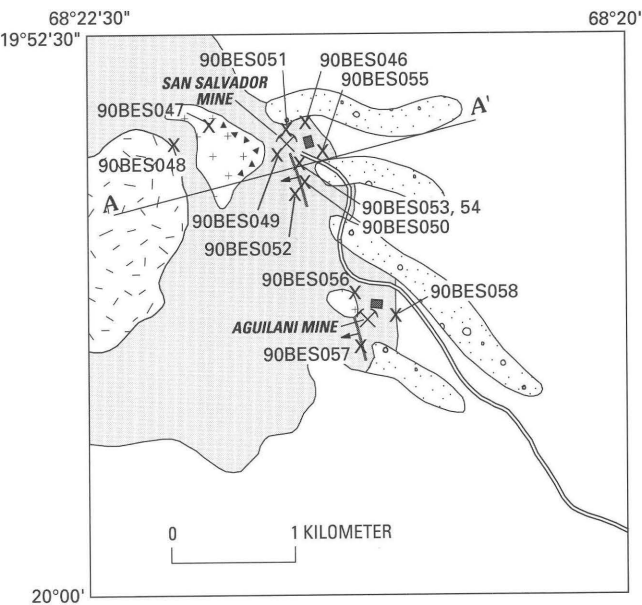 68°22'30"
68°20'
19°52'30"
90BES051
90BES046
SAN SALVADOR
MINE
90BES055
90BES047
A'
90BES048
A
90BES049
90BES053, 54
90BES050
90BES052
90BES056
90BES058
AGUILANI MINE
90BES057
0
1 KILOMETER
20°00'